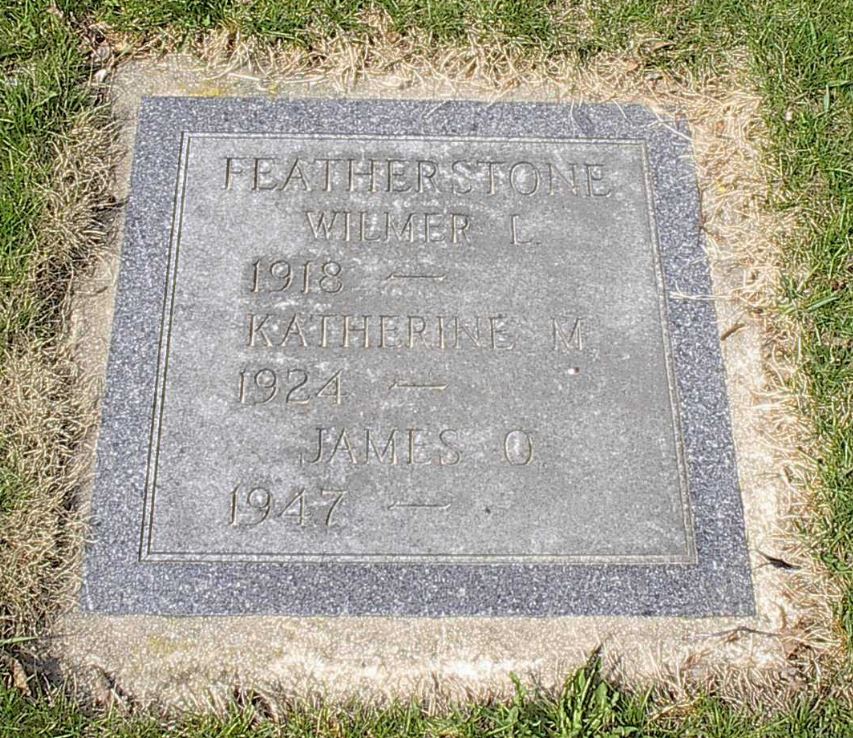 FEATHERSTONE
WILMER L.
1918 —
KATHERINE M.
1924 —
JAMES O.
1947 —